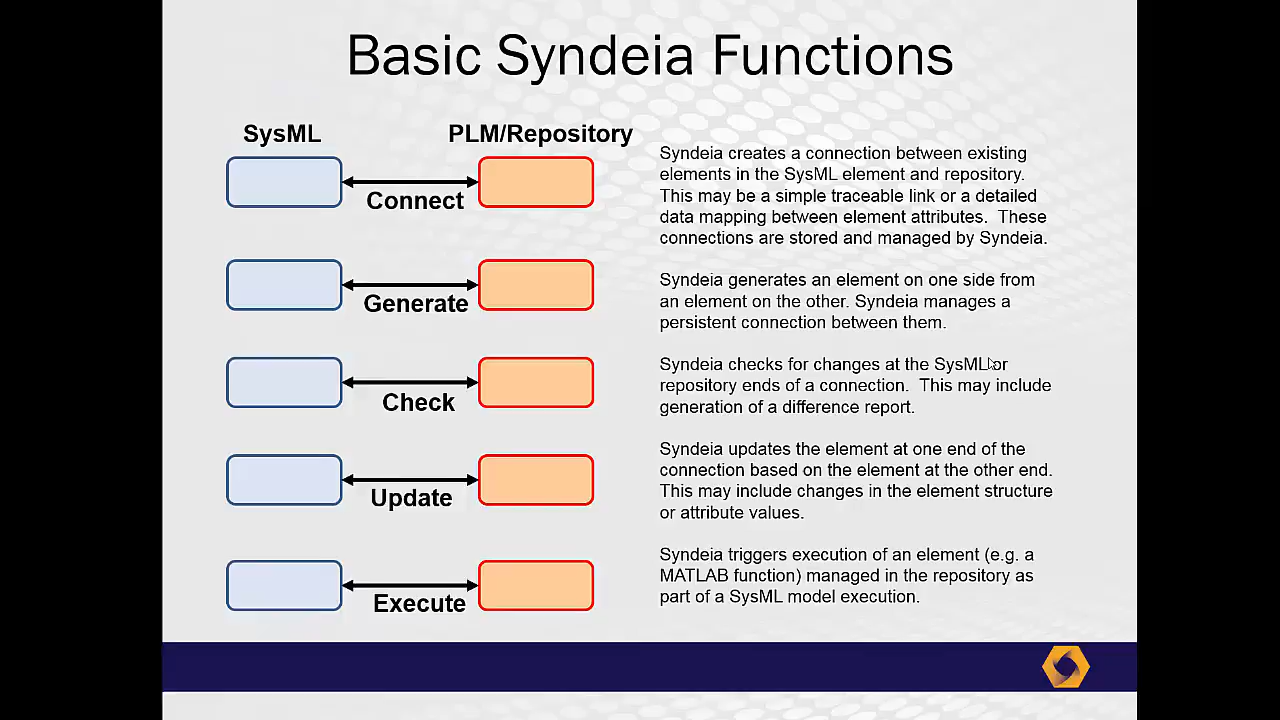 Basic Syndeia Functions
SysML
PLM/Repository
Connect
Syndeia creates a connection between existing
elements in the SysML element and repository.
This may be a simple traceable link or a detailed
data mapping between element attributes.  These
connections are stored and managed by Syndeia.
Generate
Syndeia generates an element on one side from
an element on the other. Syndeia manages a
persistent connection between them.
Check
Syndeia checks for changes at the SysML or
repository ends of a connection.  This may include
generation of a difference report.
Update
Syndeia updates the element at one end of the
connection based on the element at the other end.
This may include changes in the element structure
or attribute values.
Execute
Syndeia triggers execution of an element (e.g. a
MATLAB function) managed in the repository as
part of a SysML model execution.